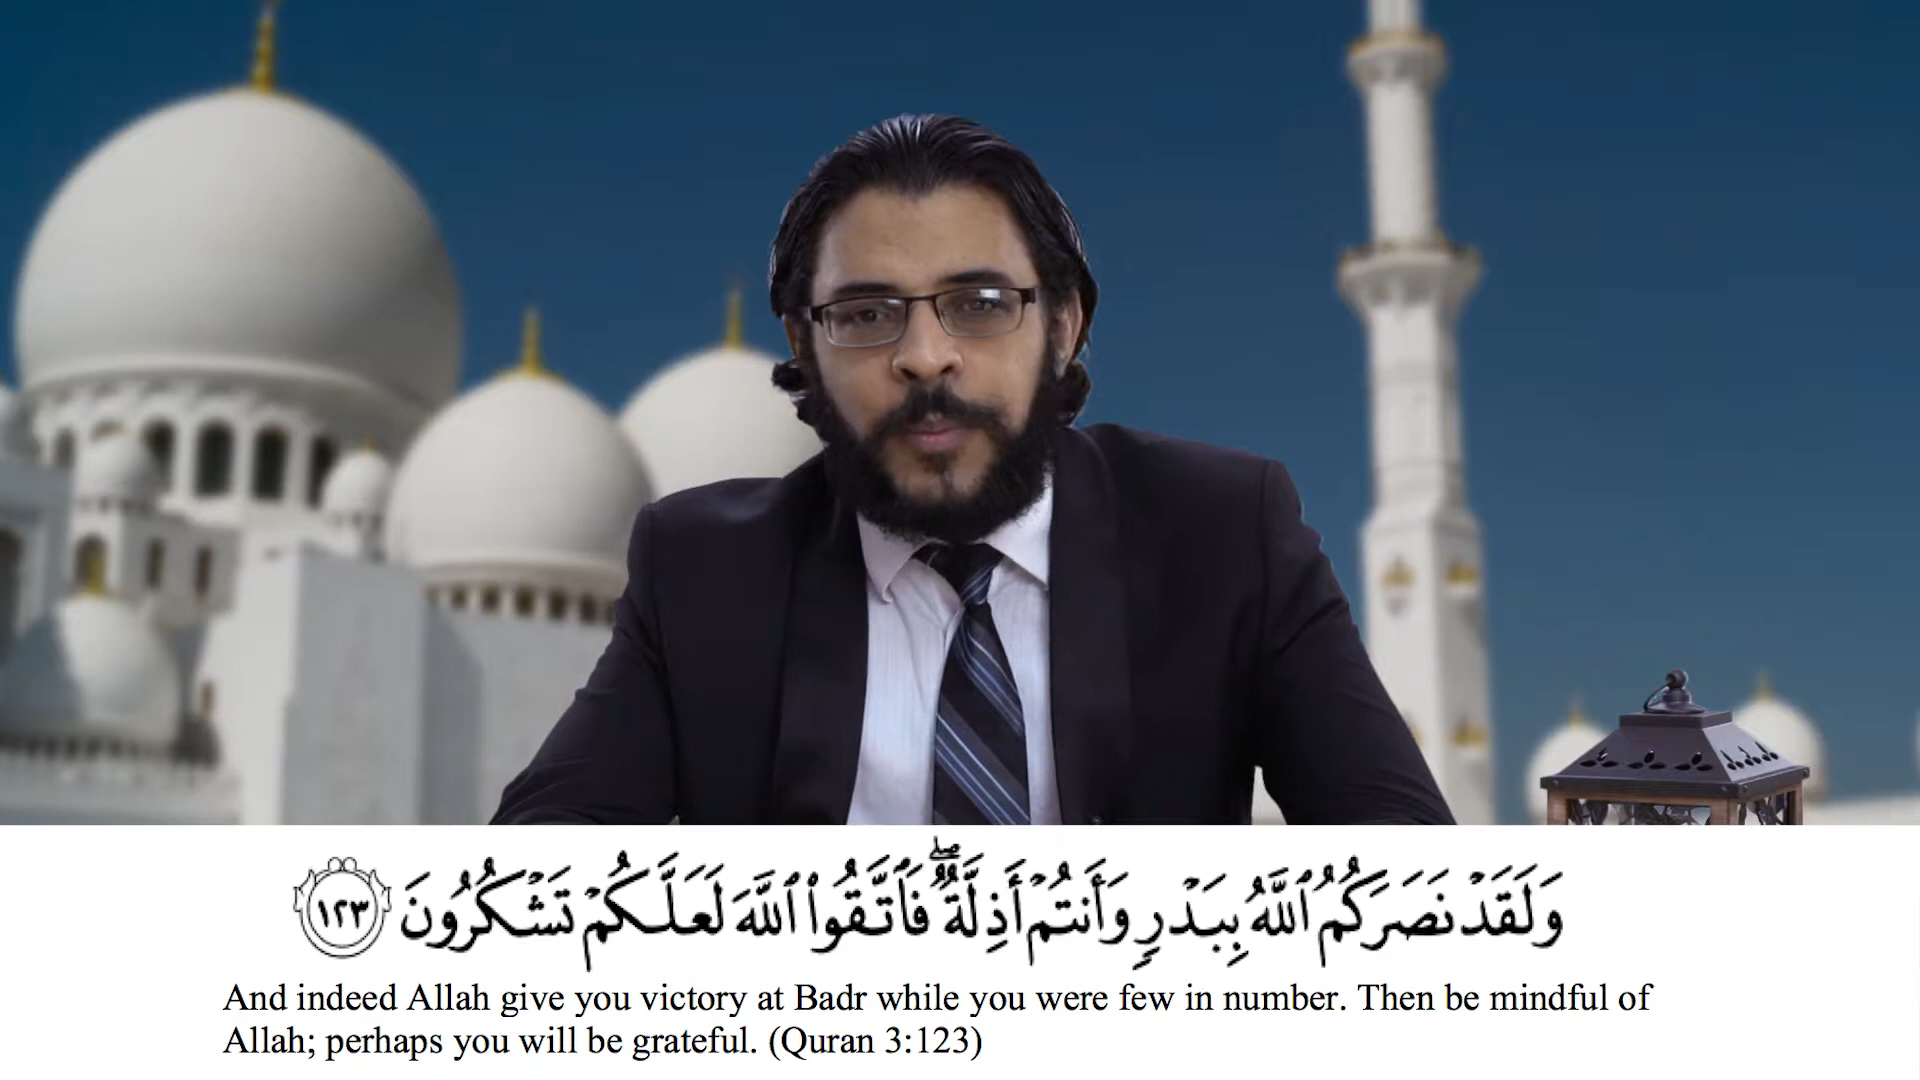 وَلَقَدْ نَصَرَكُمُ ٱللَّهُ بِبَدْرٍ وَأَنتُمْ أَذِلَّةٌ ۖ فَٱتَّقُوا۟ ٱللَّهَ لَعَلَّكُمْ تَشْكُرُونَ ١٢٣
And indeed Allah give you victory at Badr while you were few in number. Then be mindful of
Allah; perhaps you will be grateful. (Quran 3:123)